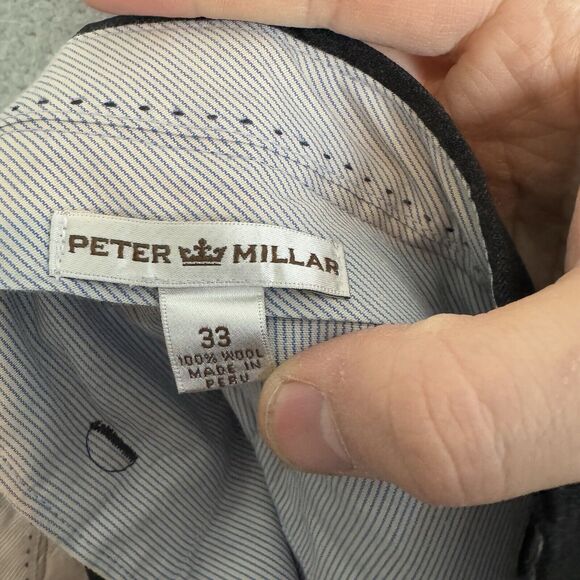 PETER MILLAR
33
100% WOOL
MADE IN
PERU